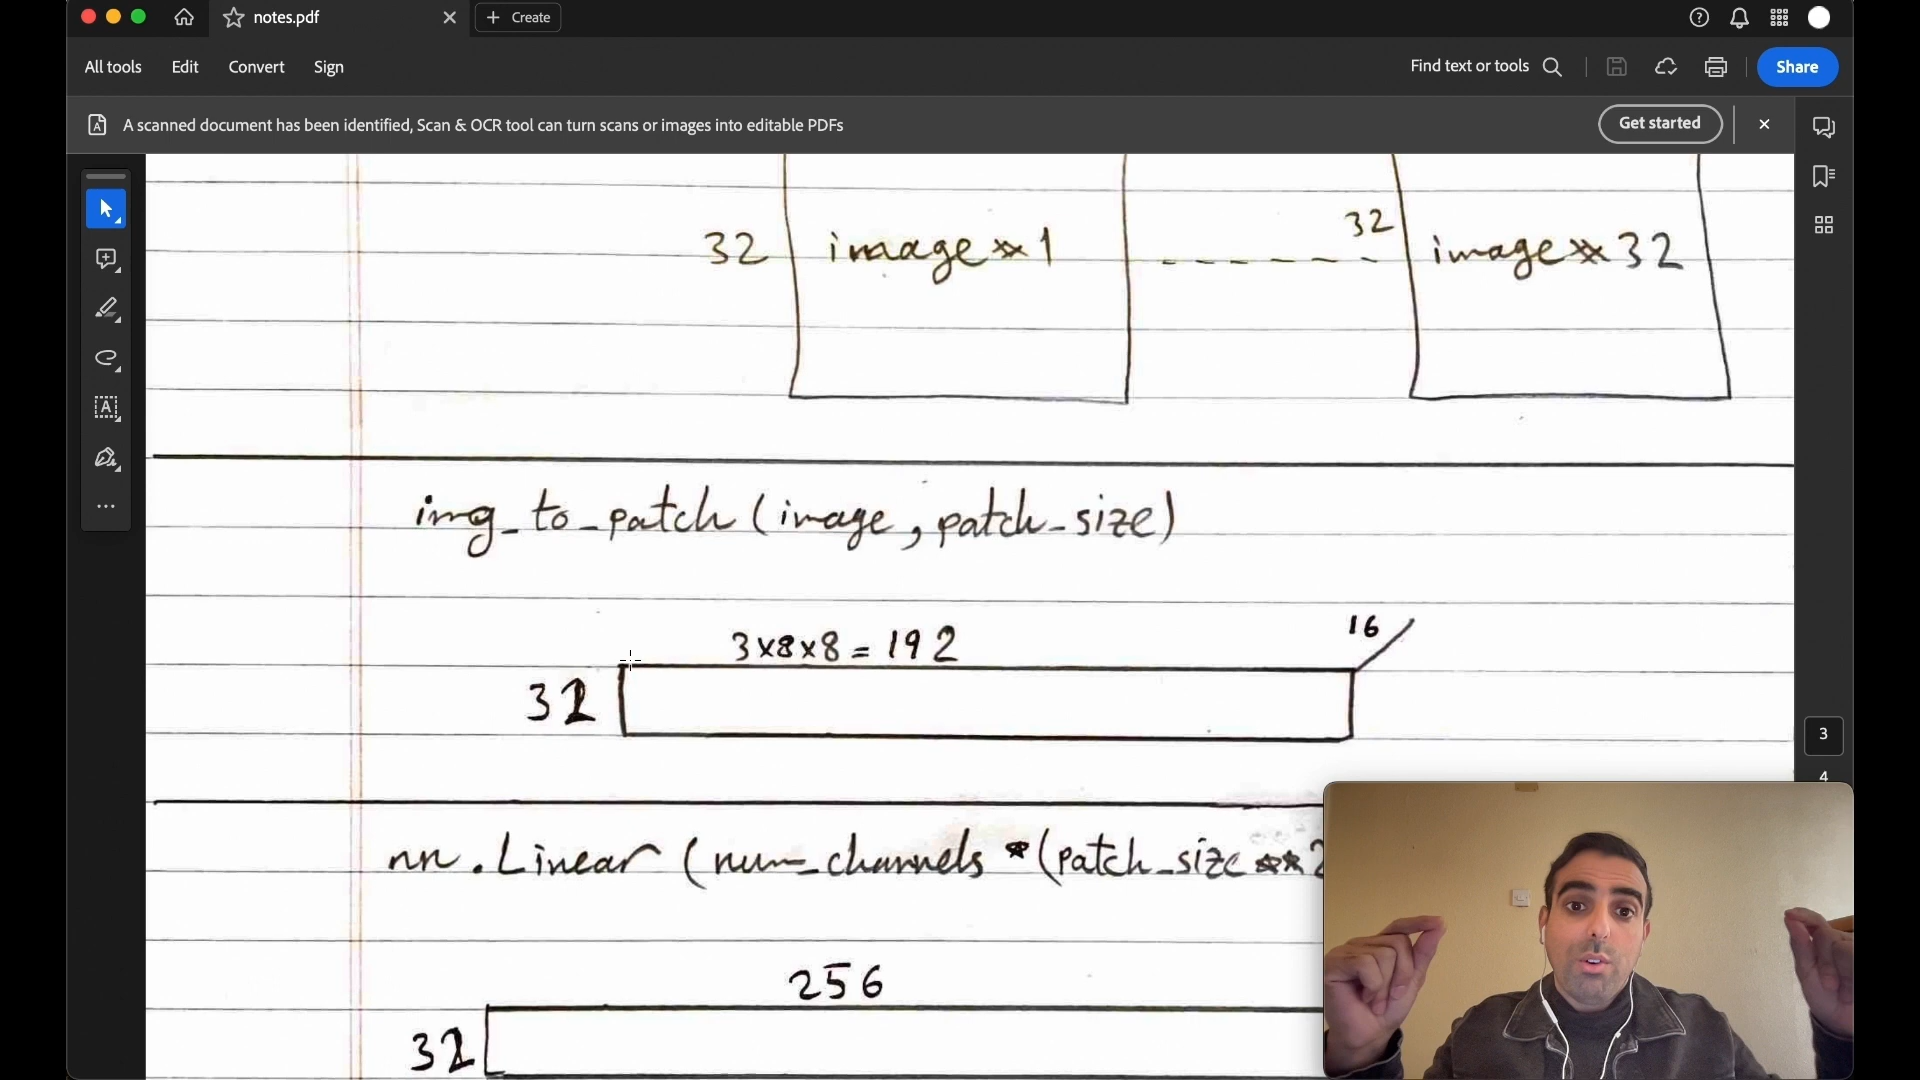 notes.pdf
Create
All tools
Edit
Convert
Sign
Find text or tools
Share
A scanned document has been identified, Scan & OCR tool can turn scans or images into editable PDFs
Get started
32
image*1
32
image*32
img_to_patch(image, patch_size)
3x8x8 = 192
16
32
nn.Linear (num_channels *(patch_size **2
256
32
3
4